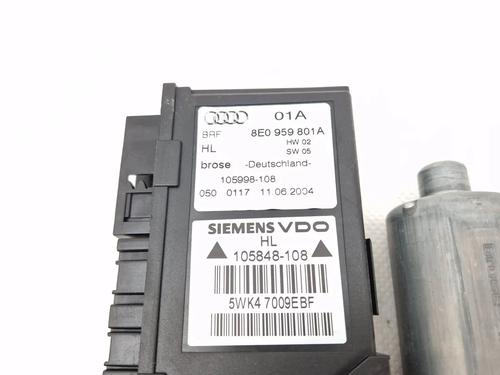 01A
BRF 8E0 959 801A
HL HW 02
SW 05
brose -Deutschland-
105998-108
050 0117 11.06.2004
SIEMENS VDO
HL
105848-108
5WK4 7009EBF